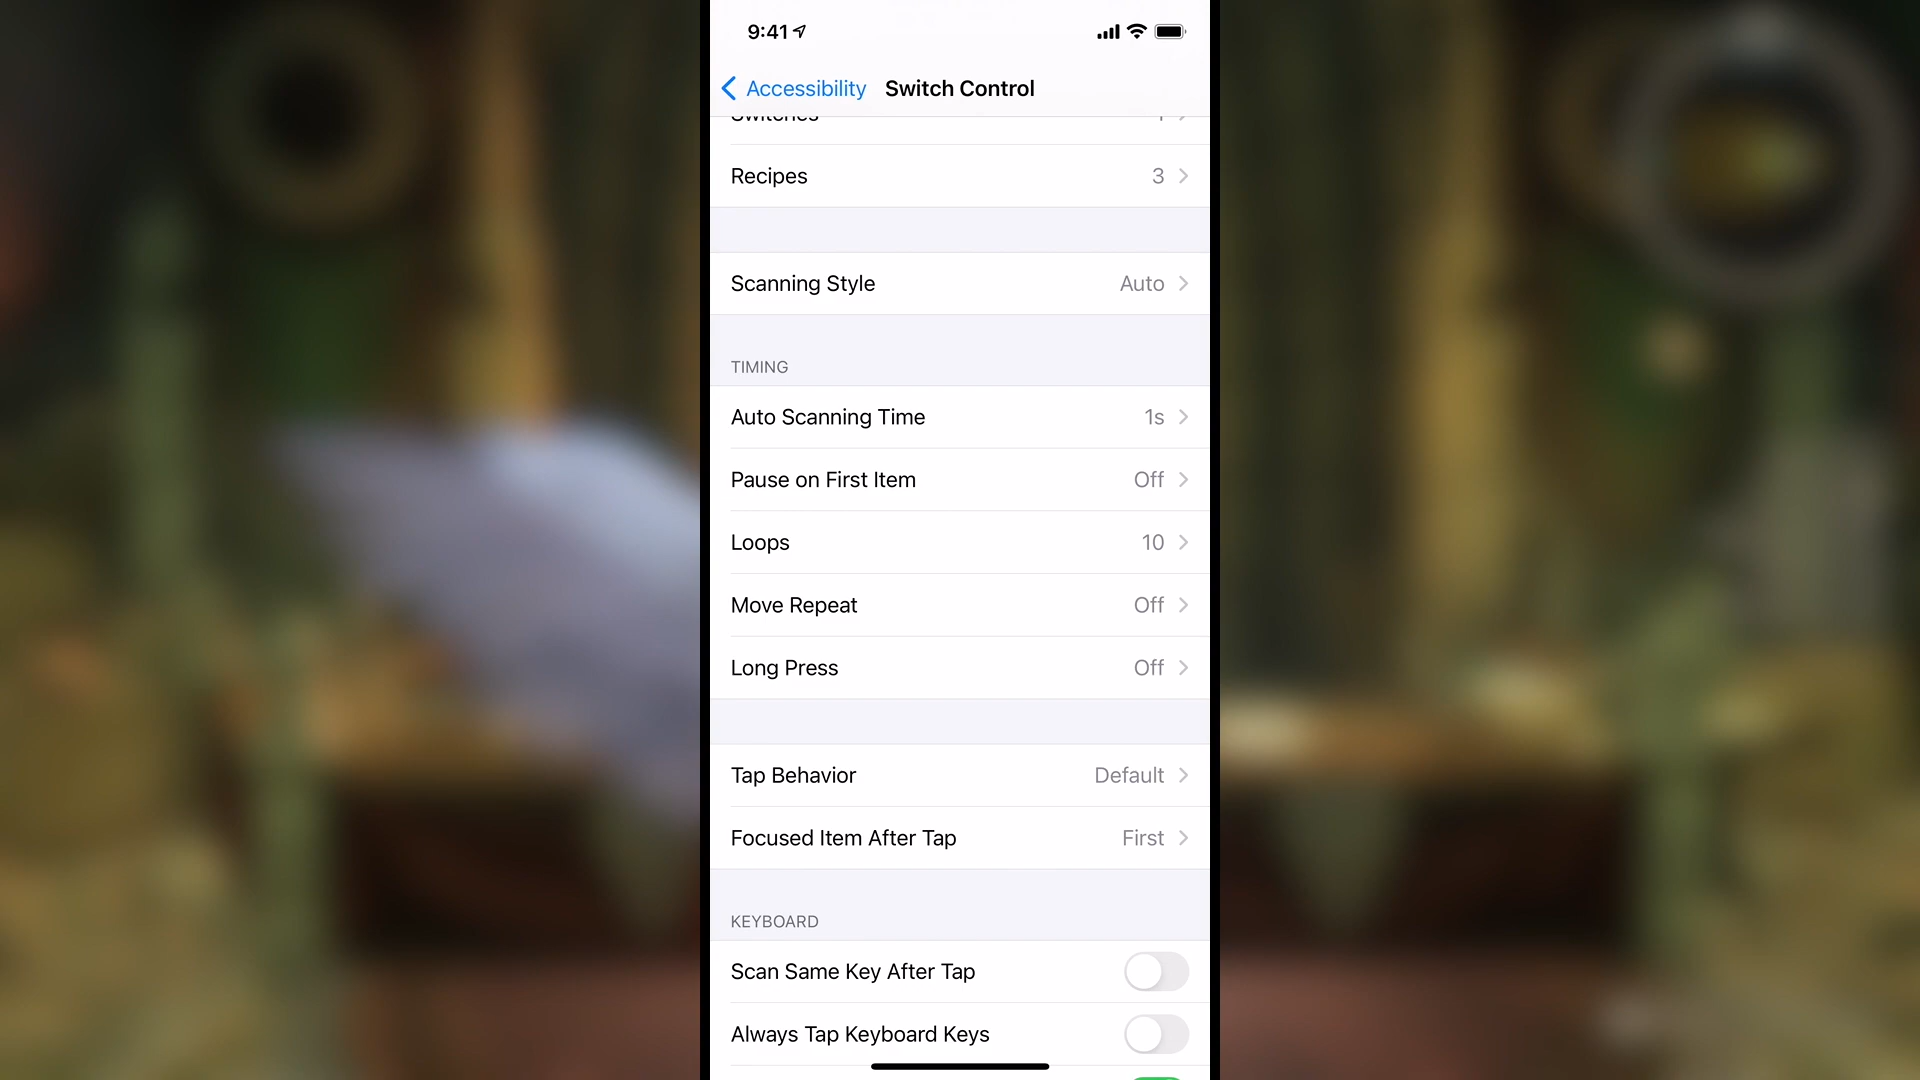 9:41
Accessibility Switch Control
Switches 1
Recipes 3
Scanning Style Auto
TIMING
Auto Scanning Time 1s
Pause on First Item Off
Loops 10
Move Repeat Off
Long Press Off
Tap Behavior Default
Focused Item After Tap First
KEYBOARD
Scan Same Key After Tap
Always Tap Keyboard Keys